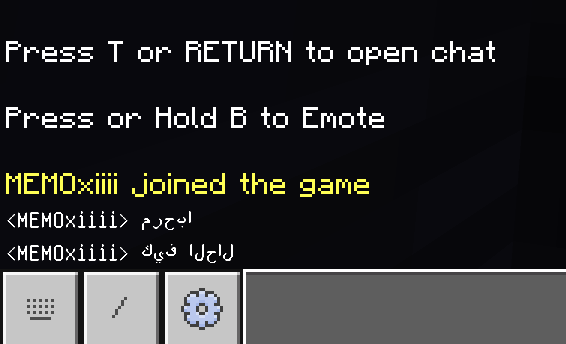 Press T or RETURN to open chat
Press or Hold B to Emote
MEMOxiiii joined the game
<MEMOxiiii> مرحبا
<MEMOxiiii> كيف الحال
/